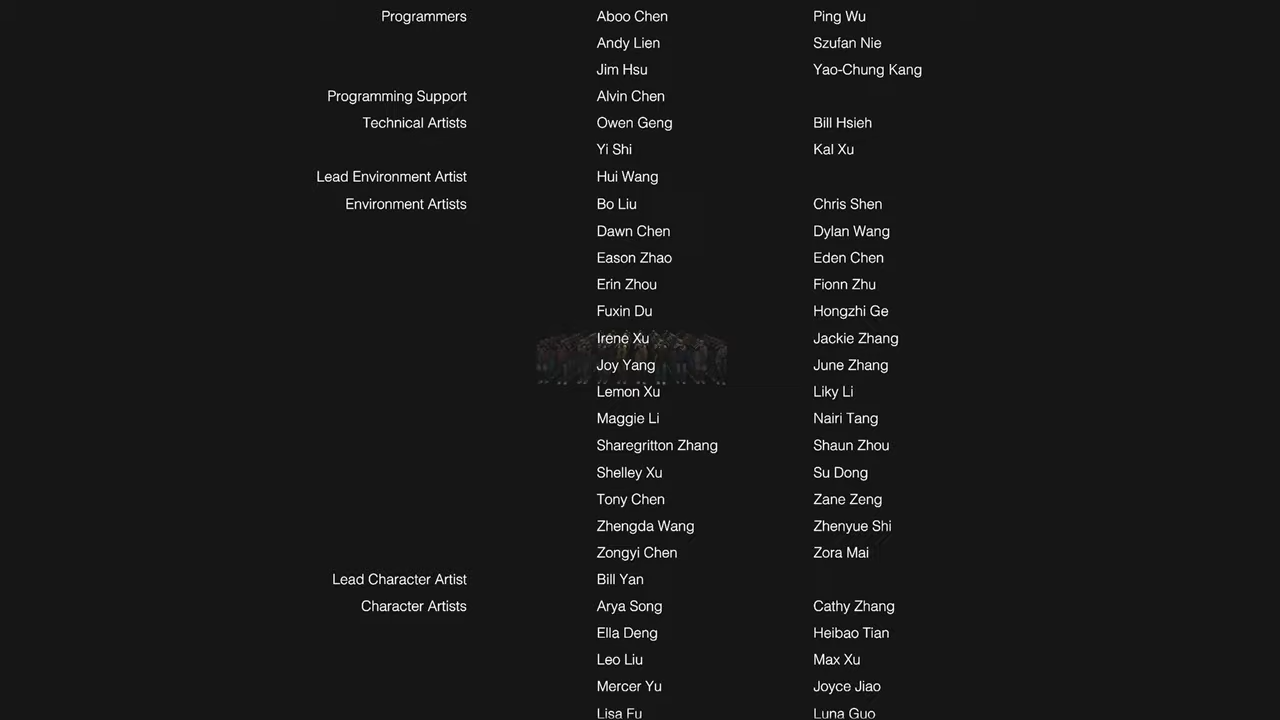 Programmers Aboo Chen Ping Wu
Andy Lien Szufan Nie
Jim Hsu Yao-Chung Kang
Programming Support Alvin Chen
Technical Artists Owen Geng Bill Hsieh
Yi Shi Kal Xu
Lead Environment Artist Hui Wang
Environment Artists Bo Liu Chris Shen
Dawn Chen Dylan Wang
Eason Zhao Eden Chen
Erin Zhou Fionn Zhu
Fuxin Du Hongzhi Ge
Irene Xu Jackie Zhang
Joy Yang June Zhang
Lemon Xu Liky Li
Maggie Li Nairi Tang
Sharegritton Zhang Shaun Zhou
Shelley Xu Su Dong
Tony Chen Zane Zeng
Zhengda Wang Zhenyue Shi
Zongyi Chen Zora Mai
Lead Character Artist Bill Yan
Character Artists Arya Song Cathy Zhang
Ella Deng Heibao Tian
Leo Liu Max Xu
Mercer Yu Joyce Jiao
Lisa Fu Luna Guo